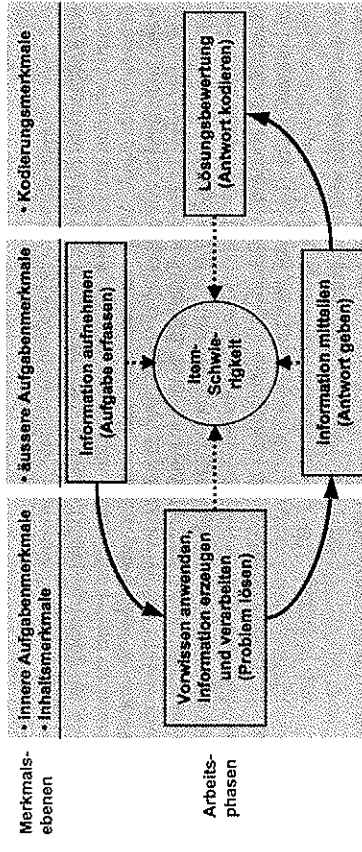 Merkmals-
ebenen
• innere Aufgabenmerkmale
• Inhaltsmerkmale
• äussere Aufgabenmerkmale
• Kodierungsmerkmale
Arbeits-
phasen
Information aufnehmen
(Aufgabe erfassen)
Vorwissen anwenden,
Information erzeugen
und verarbeiten
(Problem lösen)
Item-
Schwie-
rigkeit
Lösungsbewertung
(Antwort kodieren)
Information mitteilen
(Antwort geben)